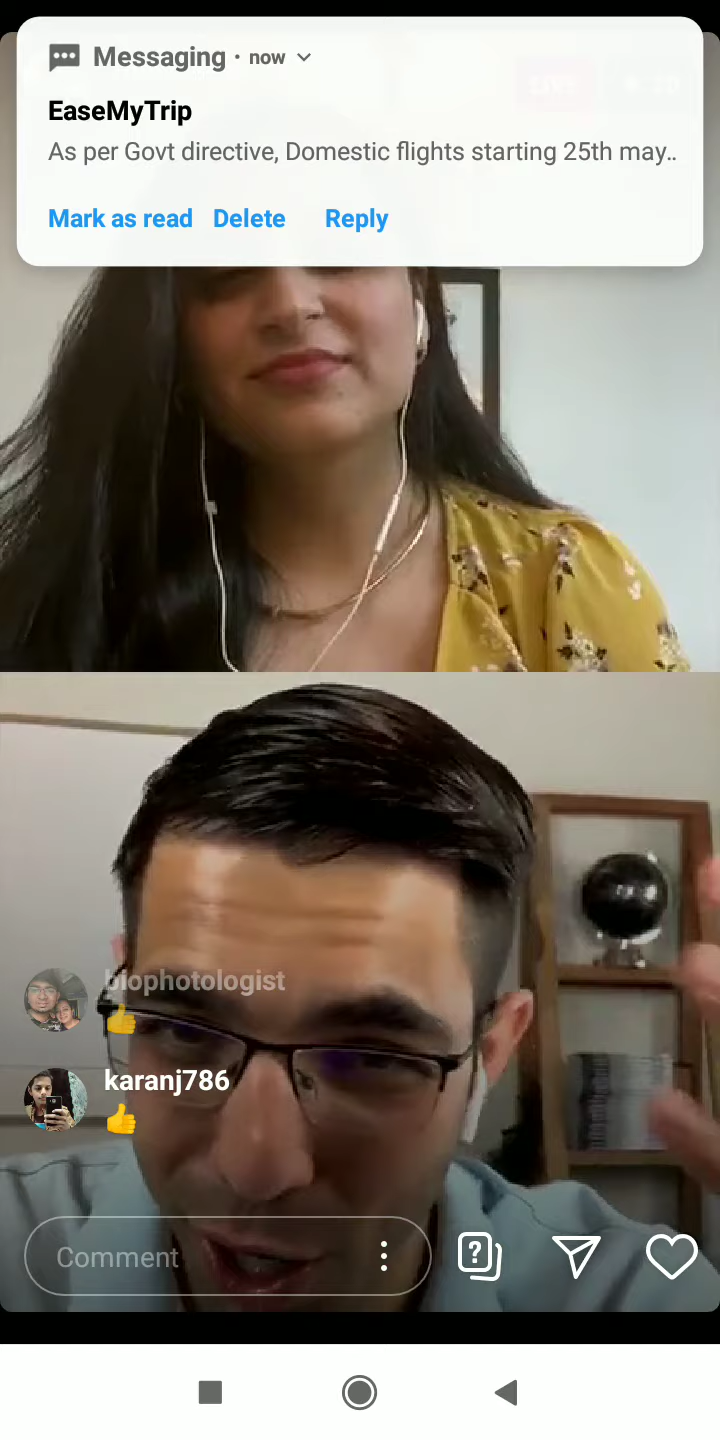 Messaging • now
EaseMyTrip
As per Govt directive, Domestic flights starting 25th may..
Mark as read Delete Reply
biophotologist
👍
karanj786
👍
Comment
?